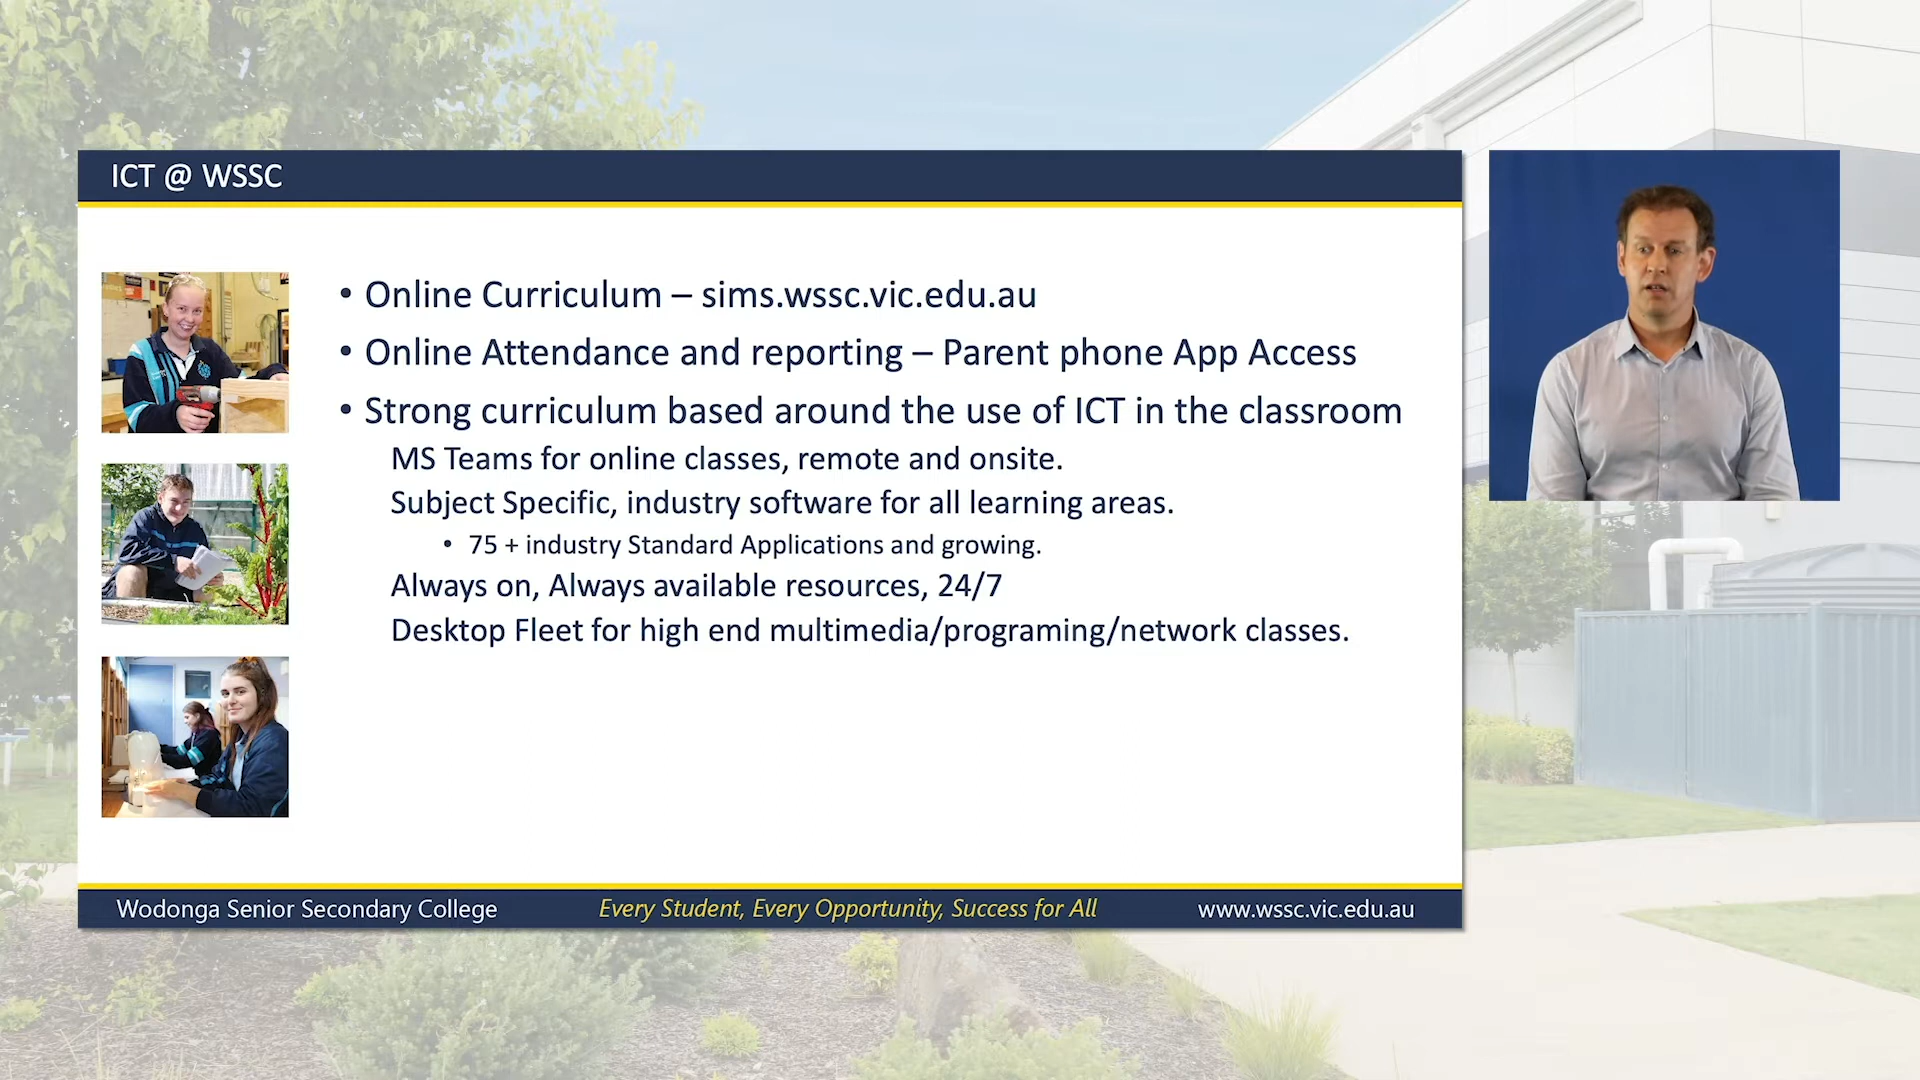 ICT @ WSSC
• Online Curriculum – sims.wssc.vic.edu.au
• Online Attendance and reporting – Parent phone App Access
• Strong curriculum based around the use of ICT in the classroom
MS Teams for online classes, remote and onsite.
Subject Specific, industry software for all learning areas.
• 75 + industry Standard Applications and growing.
Always on, Always available resources, 24/7
Desktop Fleet for high end multimedia/programing/network classes.
Wodonga Senior Secondary College
Every Student, Every Opportunity, Success for All
www.wssc.vic.edu.au